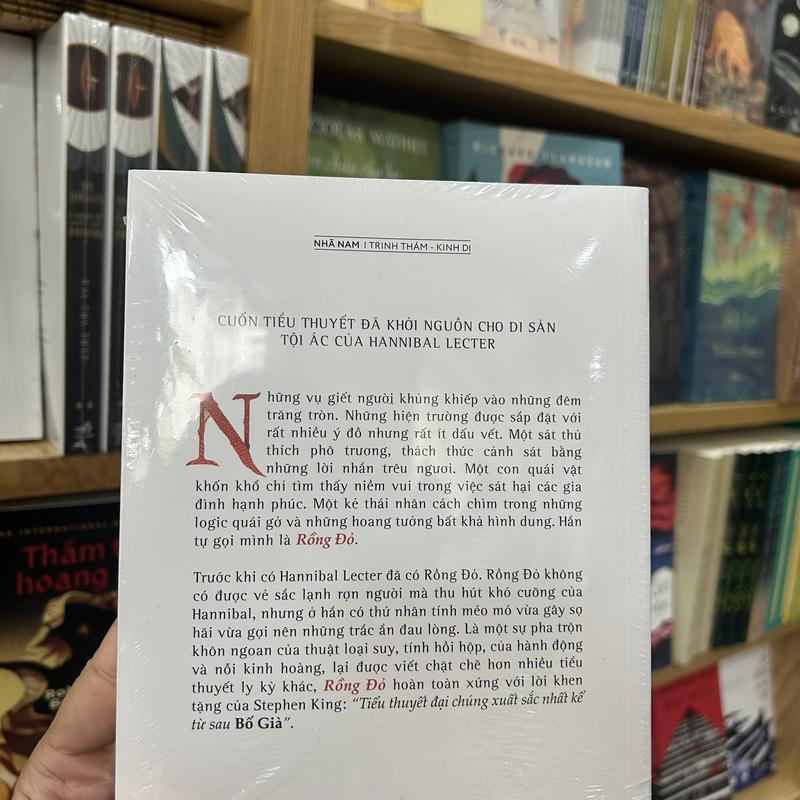 NHÃ NAM | TRINH THÁM - KINH DỊ
CUỐN TIỂU THUYẾT ĐÃ KHỞI NGUỒN CHO DI SẢN
TỘI ÁC CỦA HANNIBAL LECTER
Những vụ giết người khủng khiếp vào những đêm
trăng tròn. Những hiện trường được sắp đặt với
rất nhiều ý đồ nhưng rất ít dấu vết. Một sát thủ
thích phô trương, thách thức cảnh sát bằng
những lời nhắn trêu ngươi. Một con quái vật
khốn khổ chỉ tìm thấy niềm vui trong việc sát hại các gia
đình hạnh phúc. Một kẻ thái nhân cách chìm trong những
logic quái gở và những hoang tưởng bất khả hình dung. Hắn
tự gọi mình là Rồng Đỏ.
Trước khi có Hannibal Lecter đã có Rồng Đỏ. Rồng Đỏ không
có được vẻ sắc lạnh rợn người mà thu hút khó cưỡng của
Hannibal, nhưng ở hắn có thứ nhân tính méo mó vừa gây sợ
hãi vừa gợi nên những trắc ẩn đau lòng. Là một sự pha trộn
khôn ngoan của thuật loại suy, tính hồi hộp, của hành động
và nỗi kinh hoàng, lại được viết chặt chẽ hơn nhiều tiểu
thuyết ly kỳ khác, Rồng Đỏ hoàn toàn xứng với lời khen
tặng của Stephen King: “Tiểu thuyết đại chúng xuất sắc nhất kể
từ sau Bố Già”.